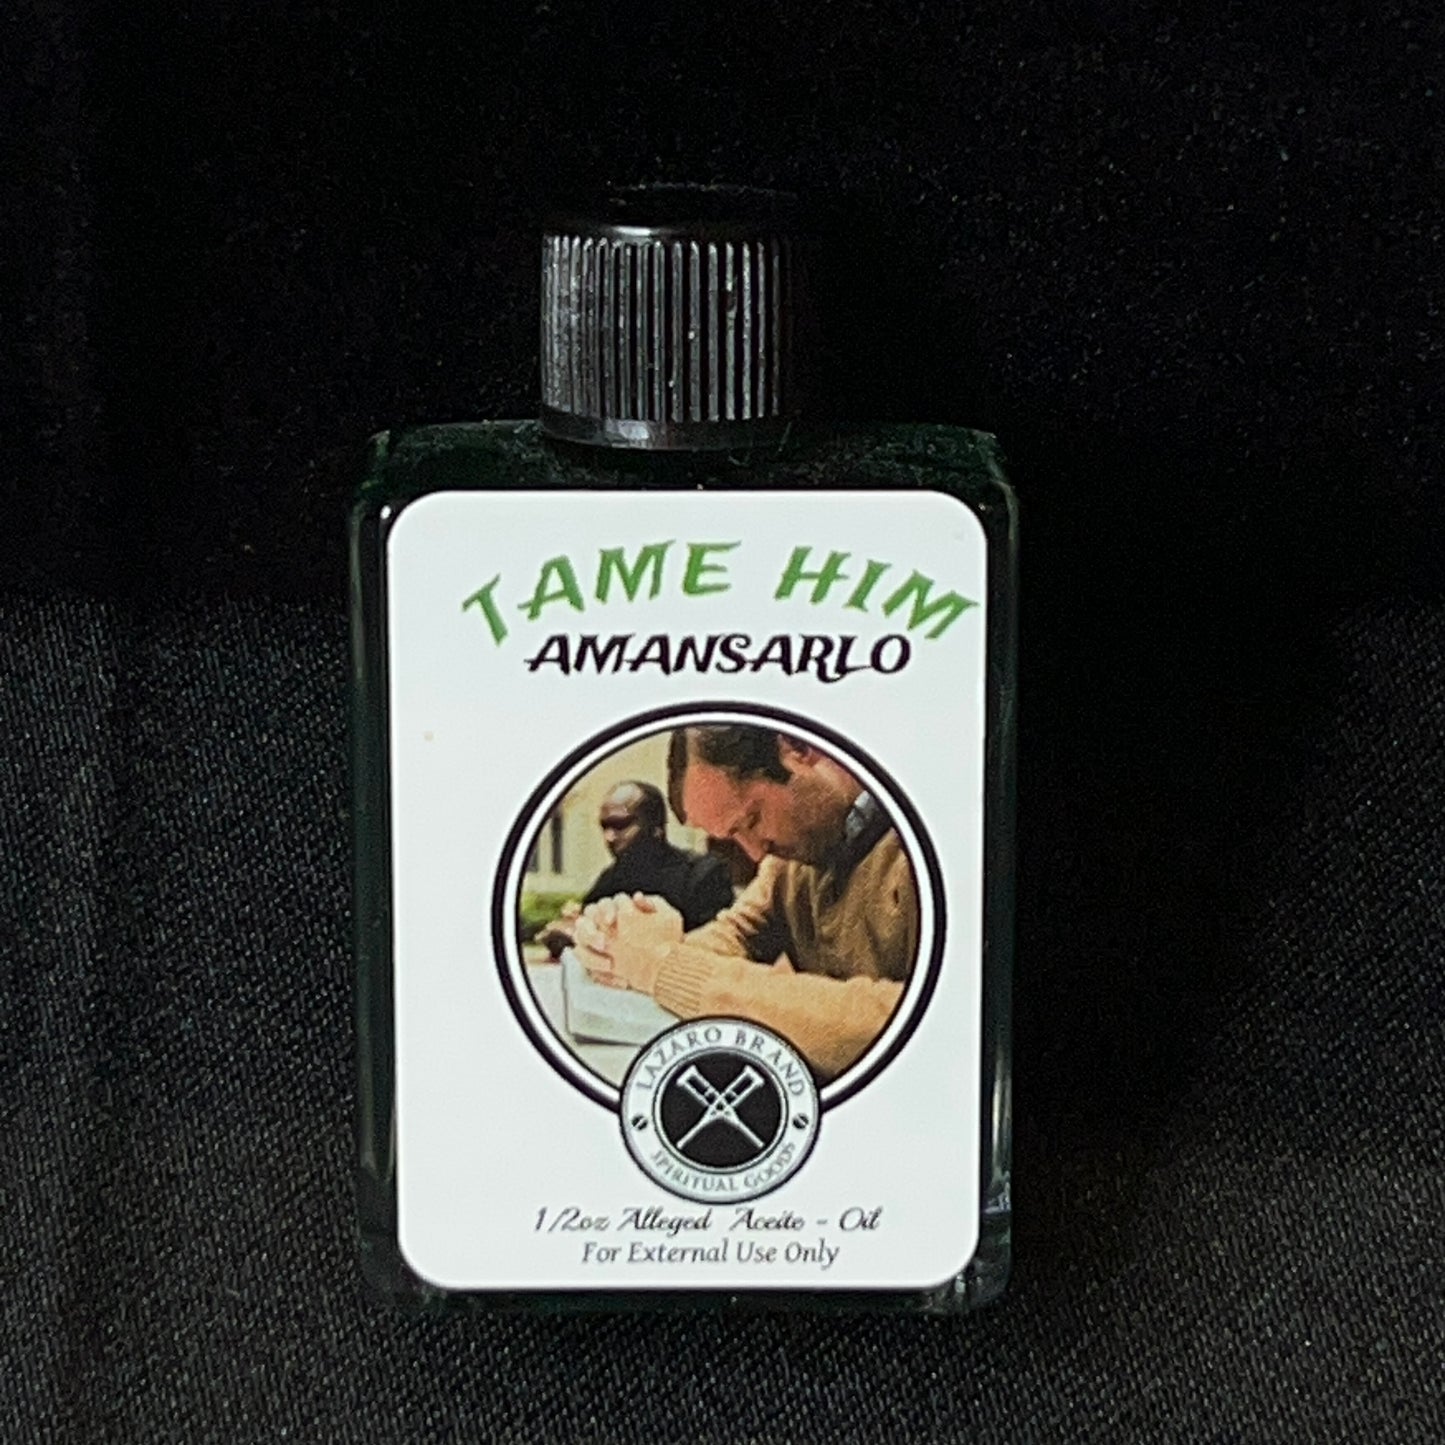 TAME HIM
AMANSARLO
LAZARO BRAND
SPIRITUAL GOODS
1/2oz Alleged Aceite - Oil
For External Use Only